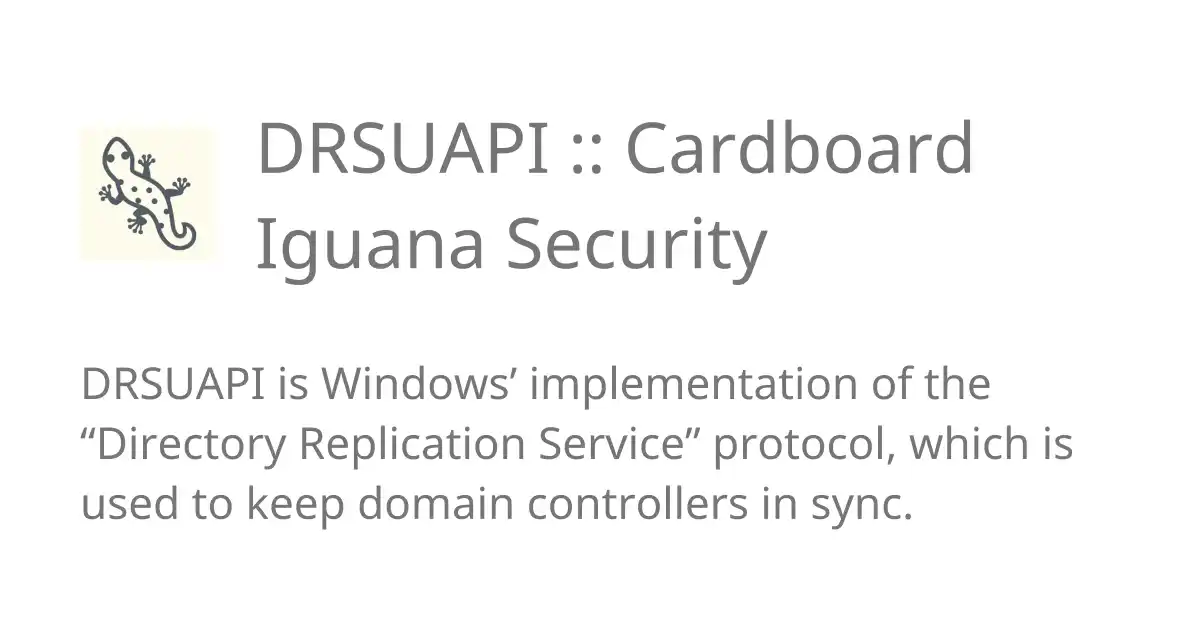 DRSUAPI :: Cardboard
Iguana Security
DRSUAPI is Windows’ implementation of the
“Directory Replication Service” protocol, which is
used to keep domain controllers in sync.